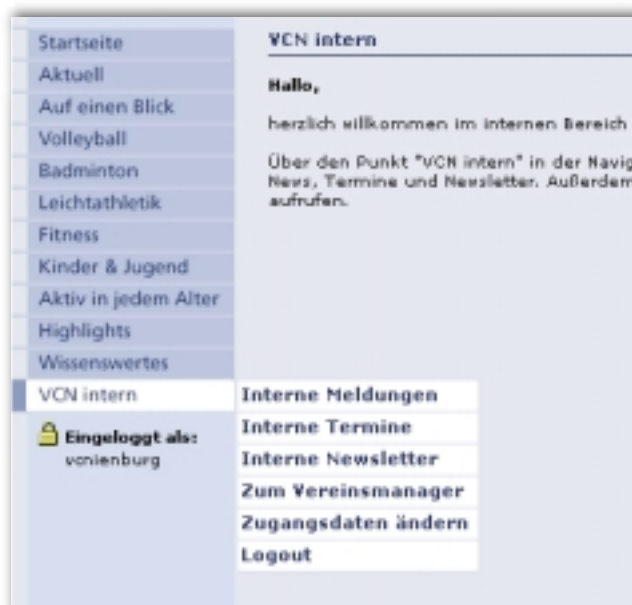 Startseite
Aktuell
Auf einen Blick
Volleyball
Badminton
Leichtathletik
Fitness
Kinder & Jugend
Aktiv in jedem Alter
Highlights
Wissenswertes
VCN intern
Eingeloggt als:
vcnienburg
VCN intern
Hallo,
herzlich willkommen im internen Bereich
Über den Punkt "VCN intern" in der Navig
News, Termine und Newsletter. Außerdem
aufrufen.
Interne Meldungen
Interne Termine
Interne Newsletter
Zum Vereinsmanager
Zugangsdaten ändern
Logout